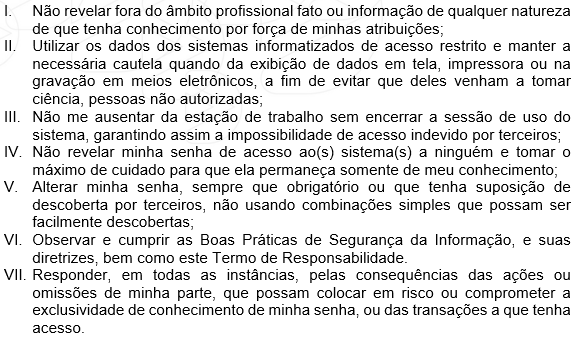 I. Não revelar fora do âmbito profissional fato ou informação de qualquer natureza
de que tenha conhecimento por força de minhas atribuições;
II. Utilizar os dados dos sistemas informatizados de acesso restrito e manter a
necessária cautela quando da exibição de dados em tela, impressora ou na
gravação em meios eletrônicos, a fim de evitar que deles venham a tomar
ciência, pessoas não autorizadas;
III. Não me ausentar da estação de trabalho sem encerrar a sessão de uso do
sistema, garantindo assim a impossibilidade de acesso indevido por terceiros;
IV. Não revelar minha senha de acesso ao(s) sistema(s) a ninguém e tomar o
máximo de cuidado para que ela permaneça somente de meu conhecimento;
V. Alterar minha senha, sempre que obrigatório ou que tenha suposição de
descoberta por terceiros, não usando combinações simples que possam ser
facilmente descobertas;
VI. Observar e cumprir as Boas Práticas de Segurança da Informação, e suas
diretrizes, bem como este Termo de Responsabilidade.
VII. Responder, em todas as instâncias, pelas consequências das ações ou
omissões de minha parte, que possam colocar em risco ou comprometer a
exclusividade de conhecimento de minha senha, ou das transações a que tenha
acesso.